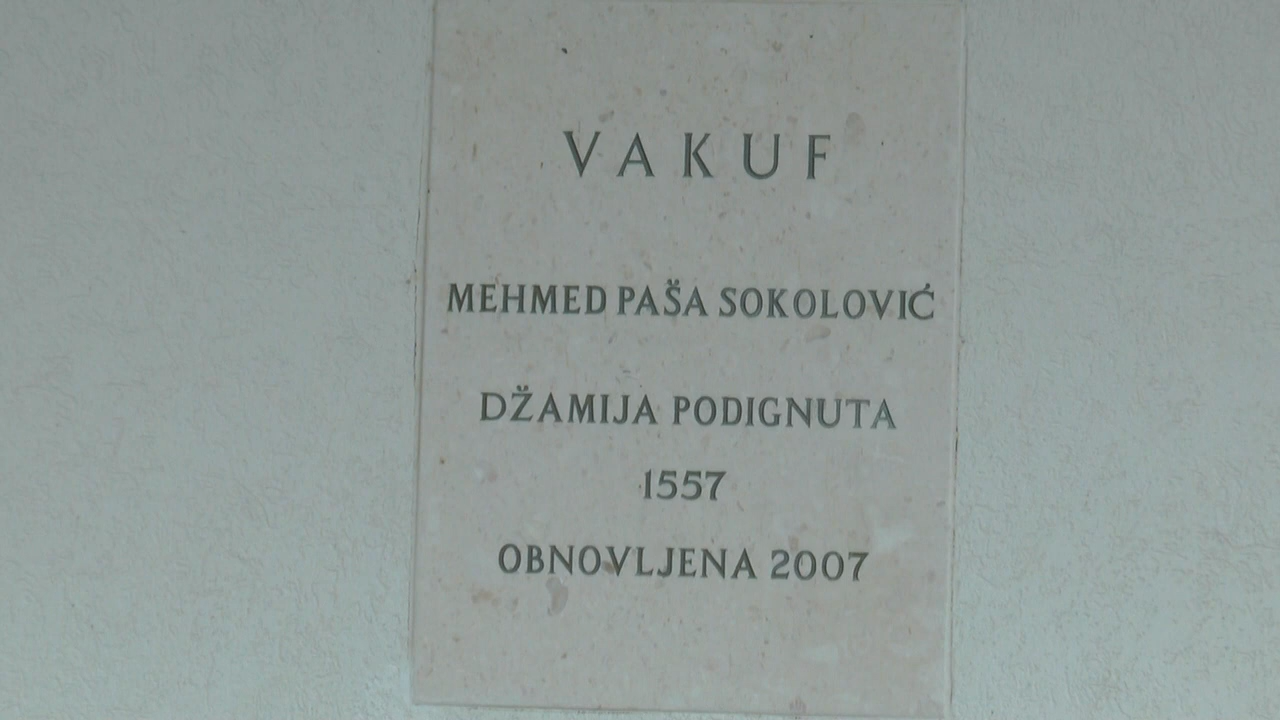 VAKUF
MEHMED PAŠA SOKOLOVIĆ
DŽAMIJA PODIGNUTA
1557
OBNOVLJENA 2007